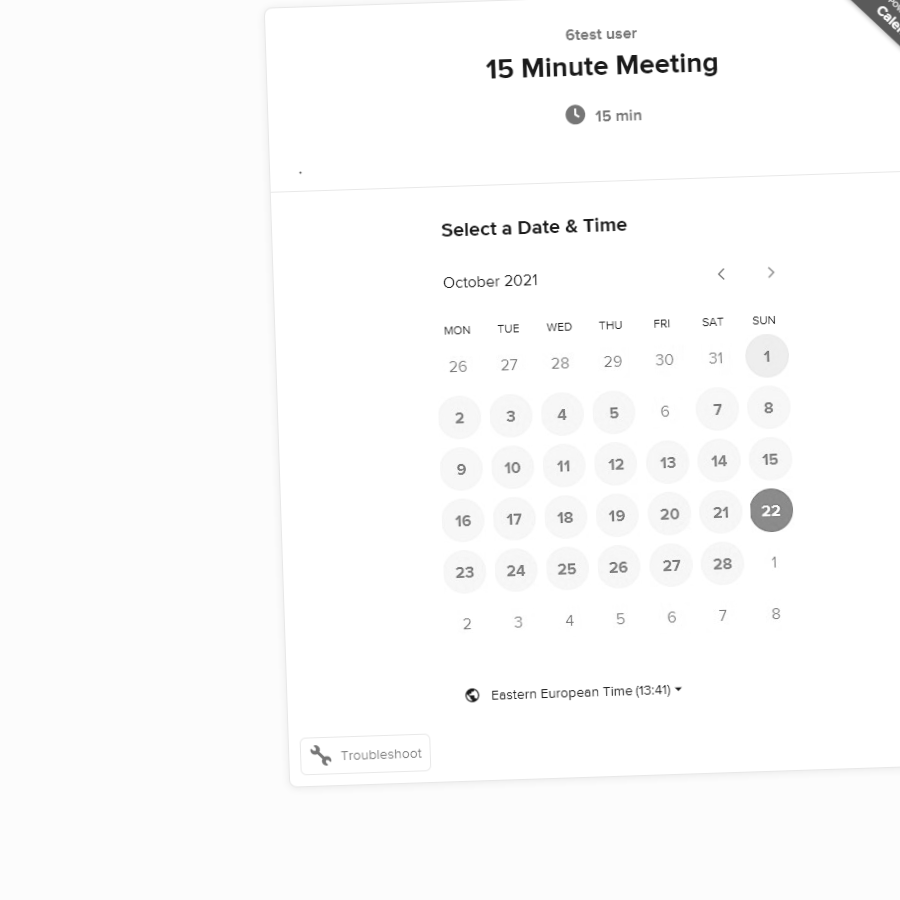 6test user
15 Minute Meeting
15 min
.
Select a Date & Time
October 2021
MON TUE WED THU FRI SAT SUN
26 27 28 29 30 31 1
2 3 4 5 6 7 8
9 10 11 12 13 14 15
16 17 18 19 20 21 22
23 24 25 26 27 28 1
2 3 4 5 6 7 8
Eastern European Time (13:41)
Troubleshoot